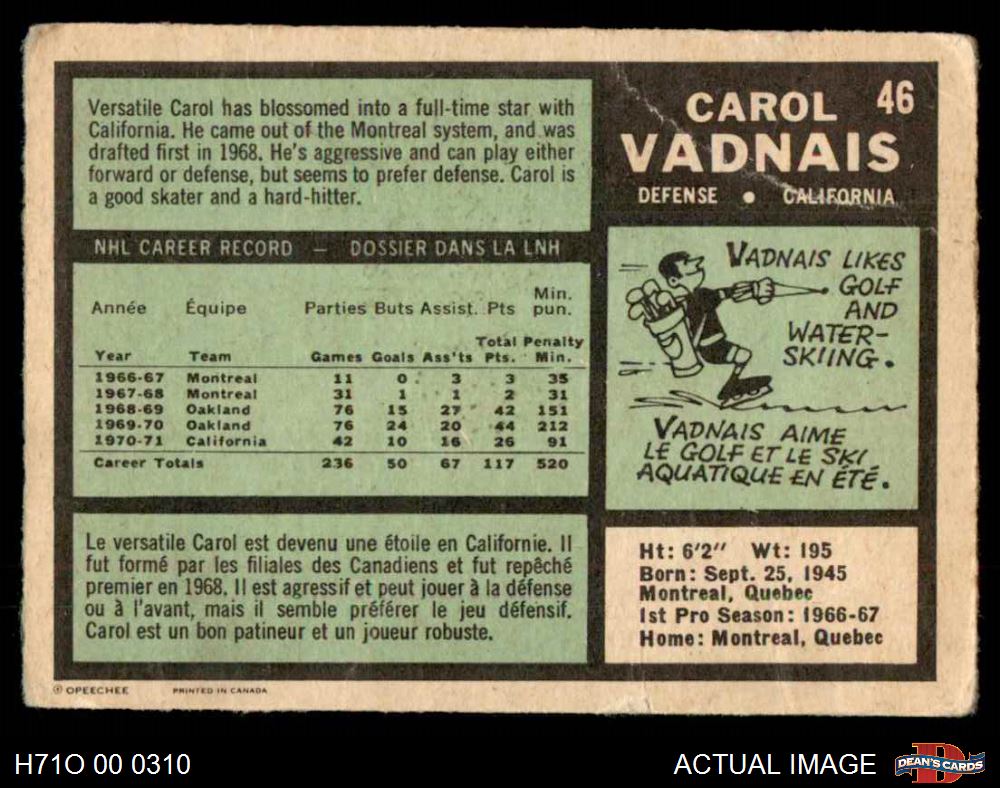 Versatile Carol has blossomed into a full-time star with
California. He came out of the Montreal system, and was
drafted first in 1968. He's aggressive and can play either
forward or defense, but seems to prefer defense. Carol is
a good skater and a hard-hitter.
CAROL 46
VADNAIS
DEFENSE ● CALIFORNIA
NHL CAREER RECORD — DOSSIER DANS LA LNH
Année Équipe Parties Buts Assist. Pts Min. pun.
Year Team Games Goals Ass'ts Total Pts. Penalty Min.
1966-67 Montreal 11 0 3 3 35
1967-68 Montreal 31 1 1 2 31
1968-69 Oakland 76 15 27 42 151
1969-70 Oakland 76 24 20 44 212
1970-71 California 42 10 16 26 91
Career Totals 236 50 67 117 520
VADNAIS LIKES
GOLF
AND
WATER-
SKIING.
VADNAIS AIME
LE GOLF ET LE SKI
AQUATIQUE EN ÉTÉ.
Le versatile Carol est devenu une étoile en Californie. Il
fut formé par les filiales des Canadiens et fut repêché
premier en 1968. Il est agressif et peut jouer à la défense
ou à l'avant, mais il semble préférer le jeu défensif.
Carol est un bon patineur et un joueur robuste.
Ht: 6'2" Wt: 195
Born: Sept. 25, 1945
Montreal, Quebec
1st Pro Season: 1966-67
Home: Montreal, Quebec
© OPEECHEE PRINTED IN CANADA
H71O 00 0310 ACTUAL IMAGE DEAN'S CARDS